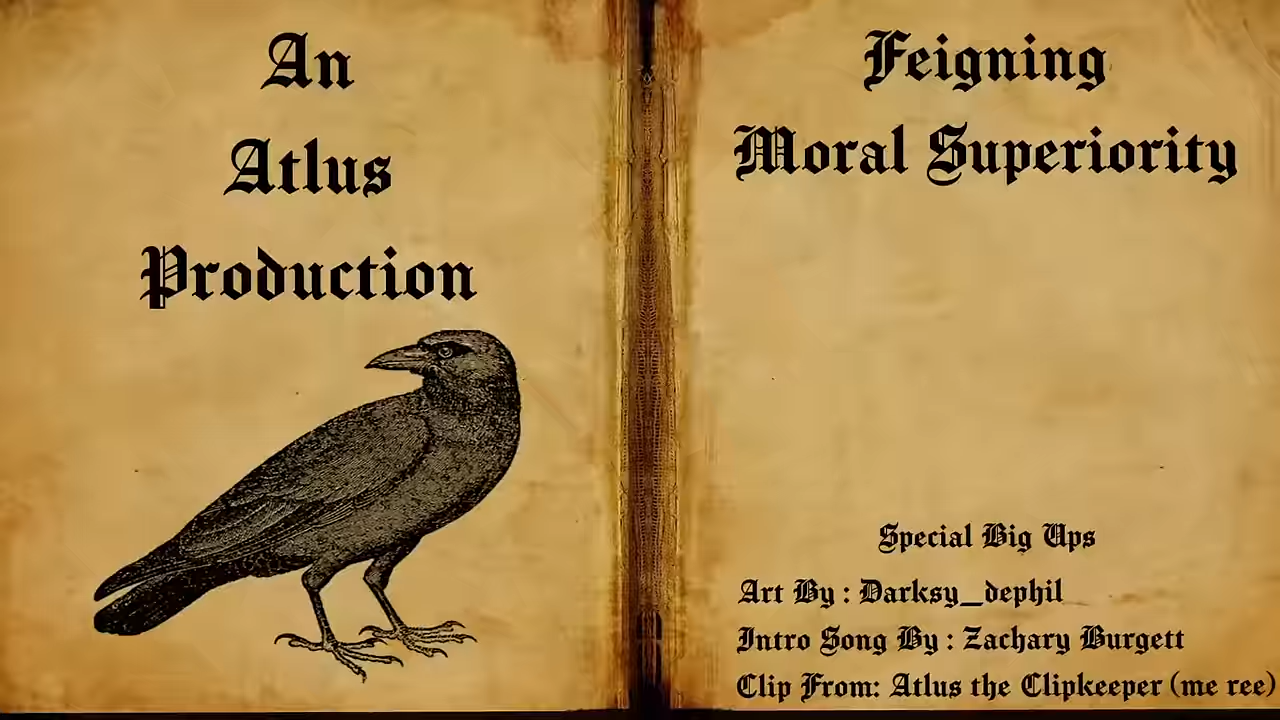 An
Atlus
Production
Feigning
Moral Superiority
Special Big Ups
Art By : Darksy_dephil
Intro Song By : Zachary Burgett
Clip From: Atlus the Clipkeeper (me ree)